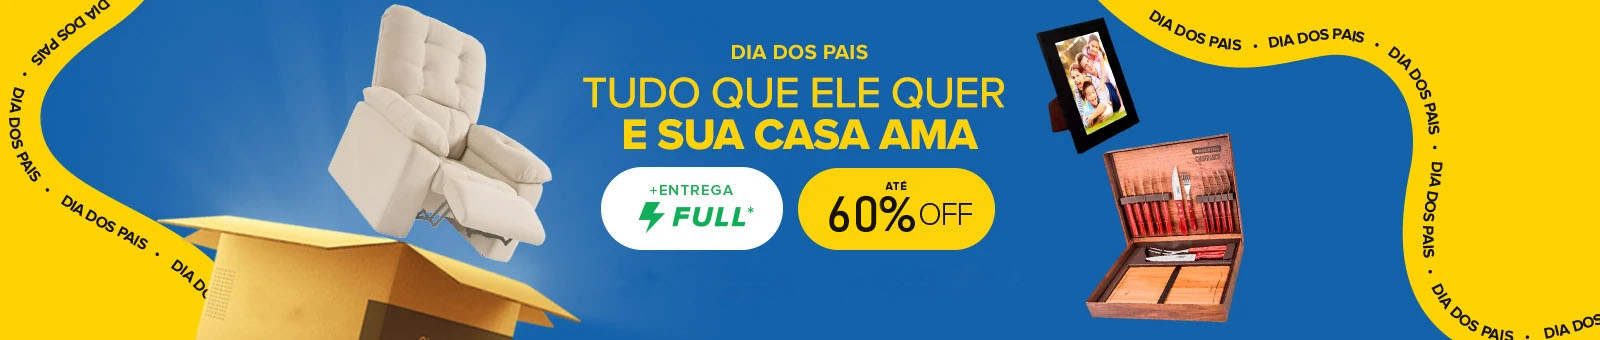 DIA DOS PAIS
TUDO QUE ELE QUER
E SUA CASA AMA
+ENTREGA
FULL*
ATÉ
60% OFF
DIA DOS PAIS • DIA DOS PAIS • DIA DOS PAIS •
DIA DOS PAIS • DIA DOS PAIS • DIA DOS PAIS • DIA DOS PAIS • DIA DOS PAIS •
CHURRASCO